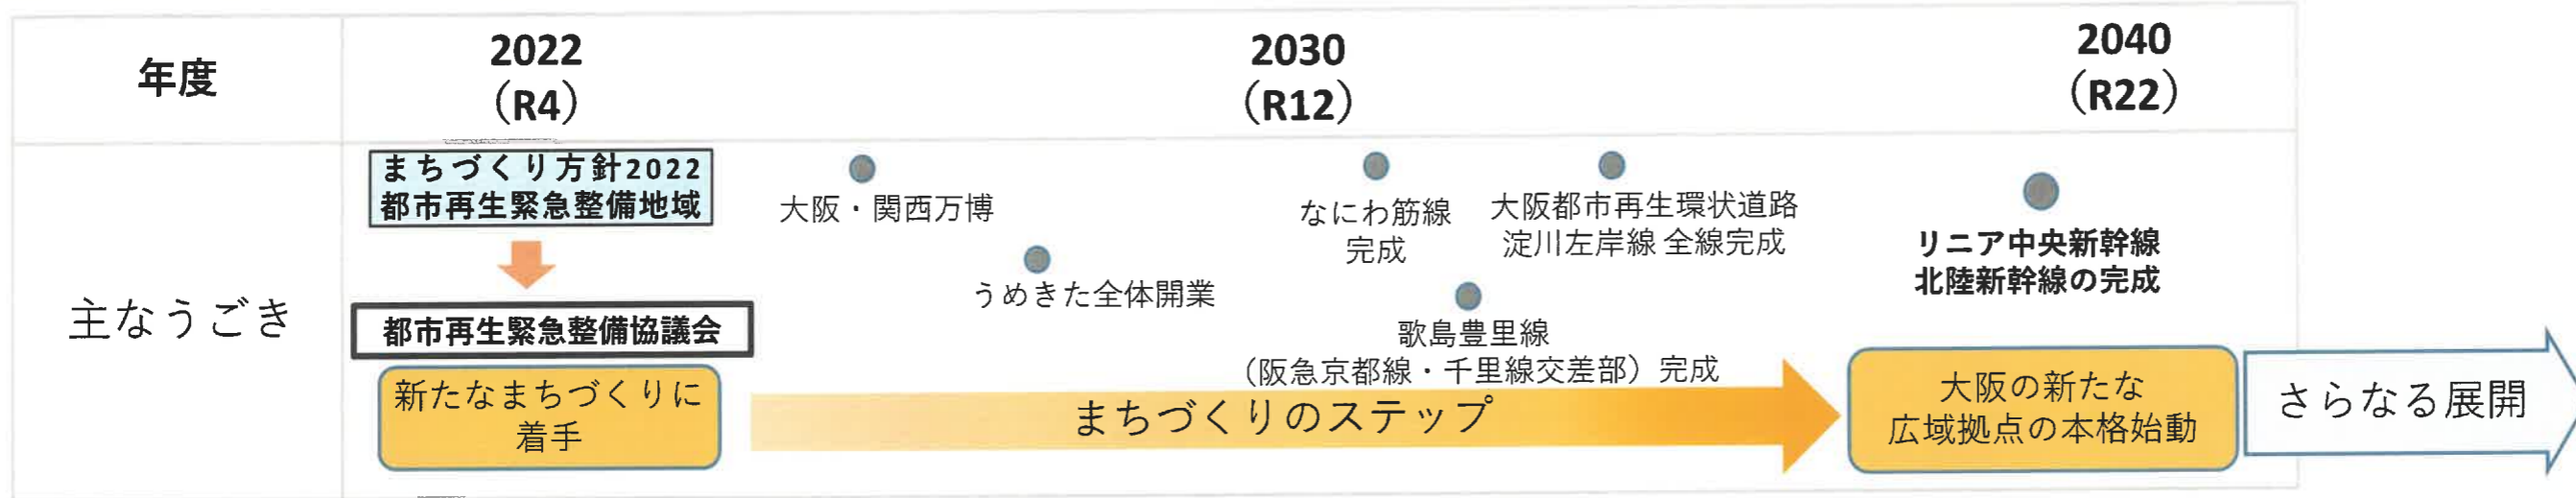 年度
2022
（R4）
2030
（R12）
2040
（R22）
主なうごき
まちづくり方針2022
都市再生緊急整備地域
都市再生緊急整備協議会
新たなまちづくりに
着手
大阪・関西万博
うめきた全体開業
なにわ筋線
完成
大阪都市再生環状道路
淀川左岸線 全線完成
歌島豊里線
（阪急京都線・千里線交差部）完成
リニア中央新幹線
北陸新幹線の完成
まちづくりのステップ
大阪の新たな
広域拠点の本格始動
さらなる展開